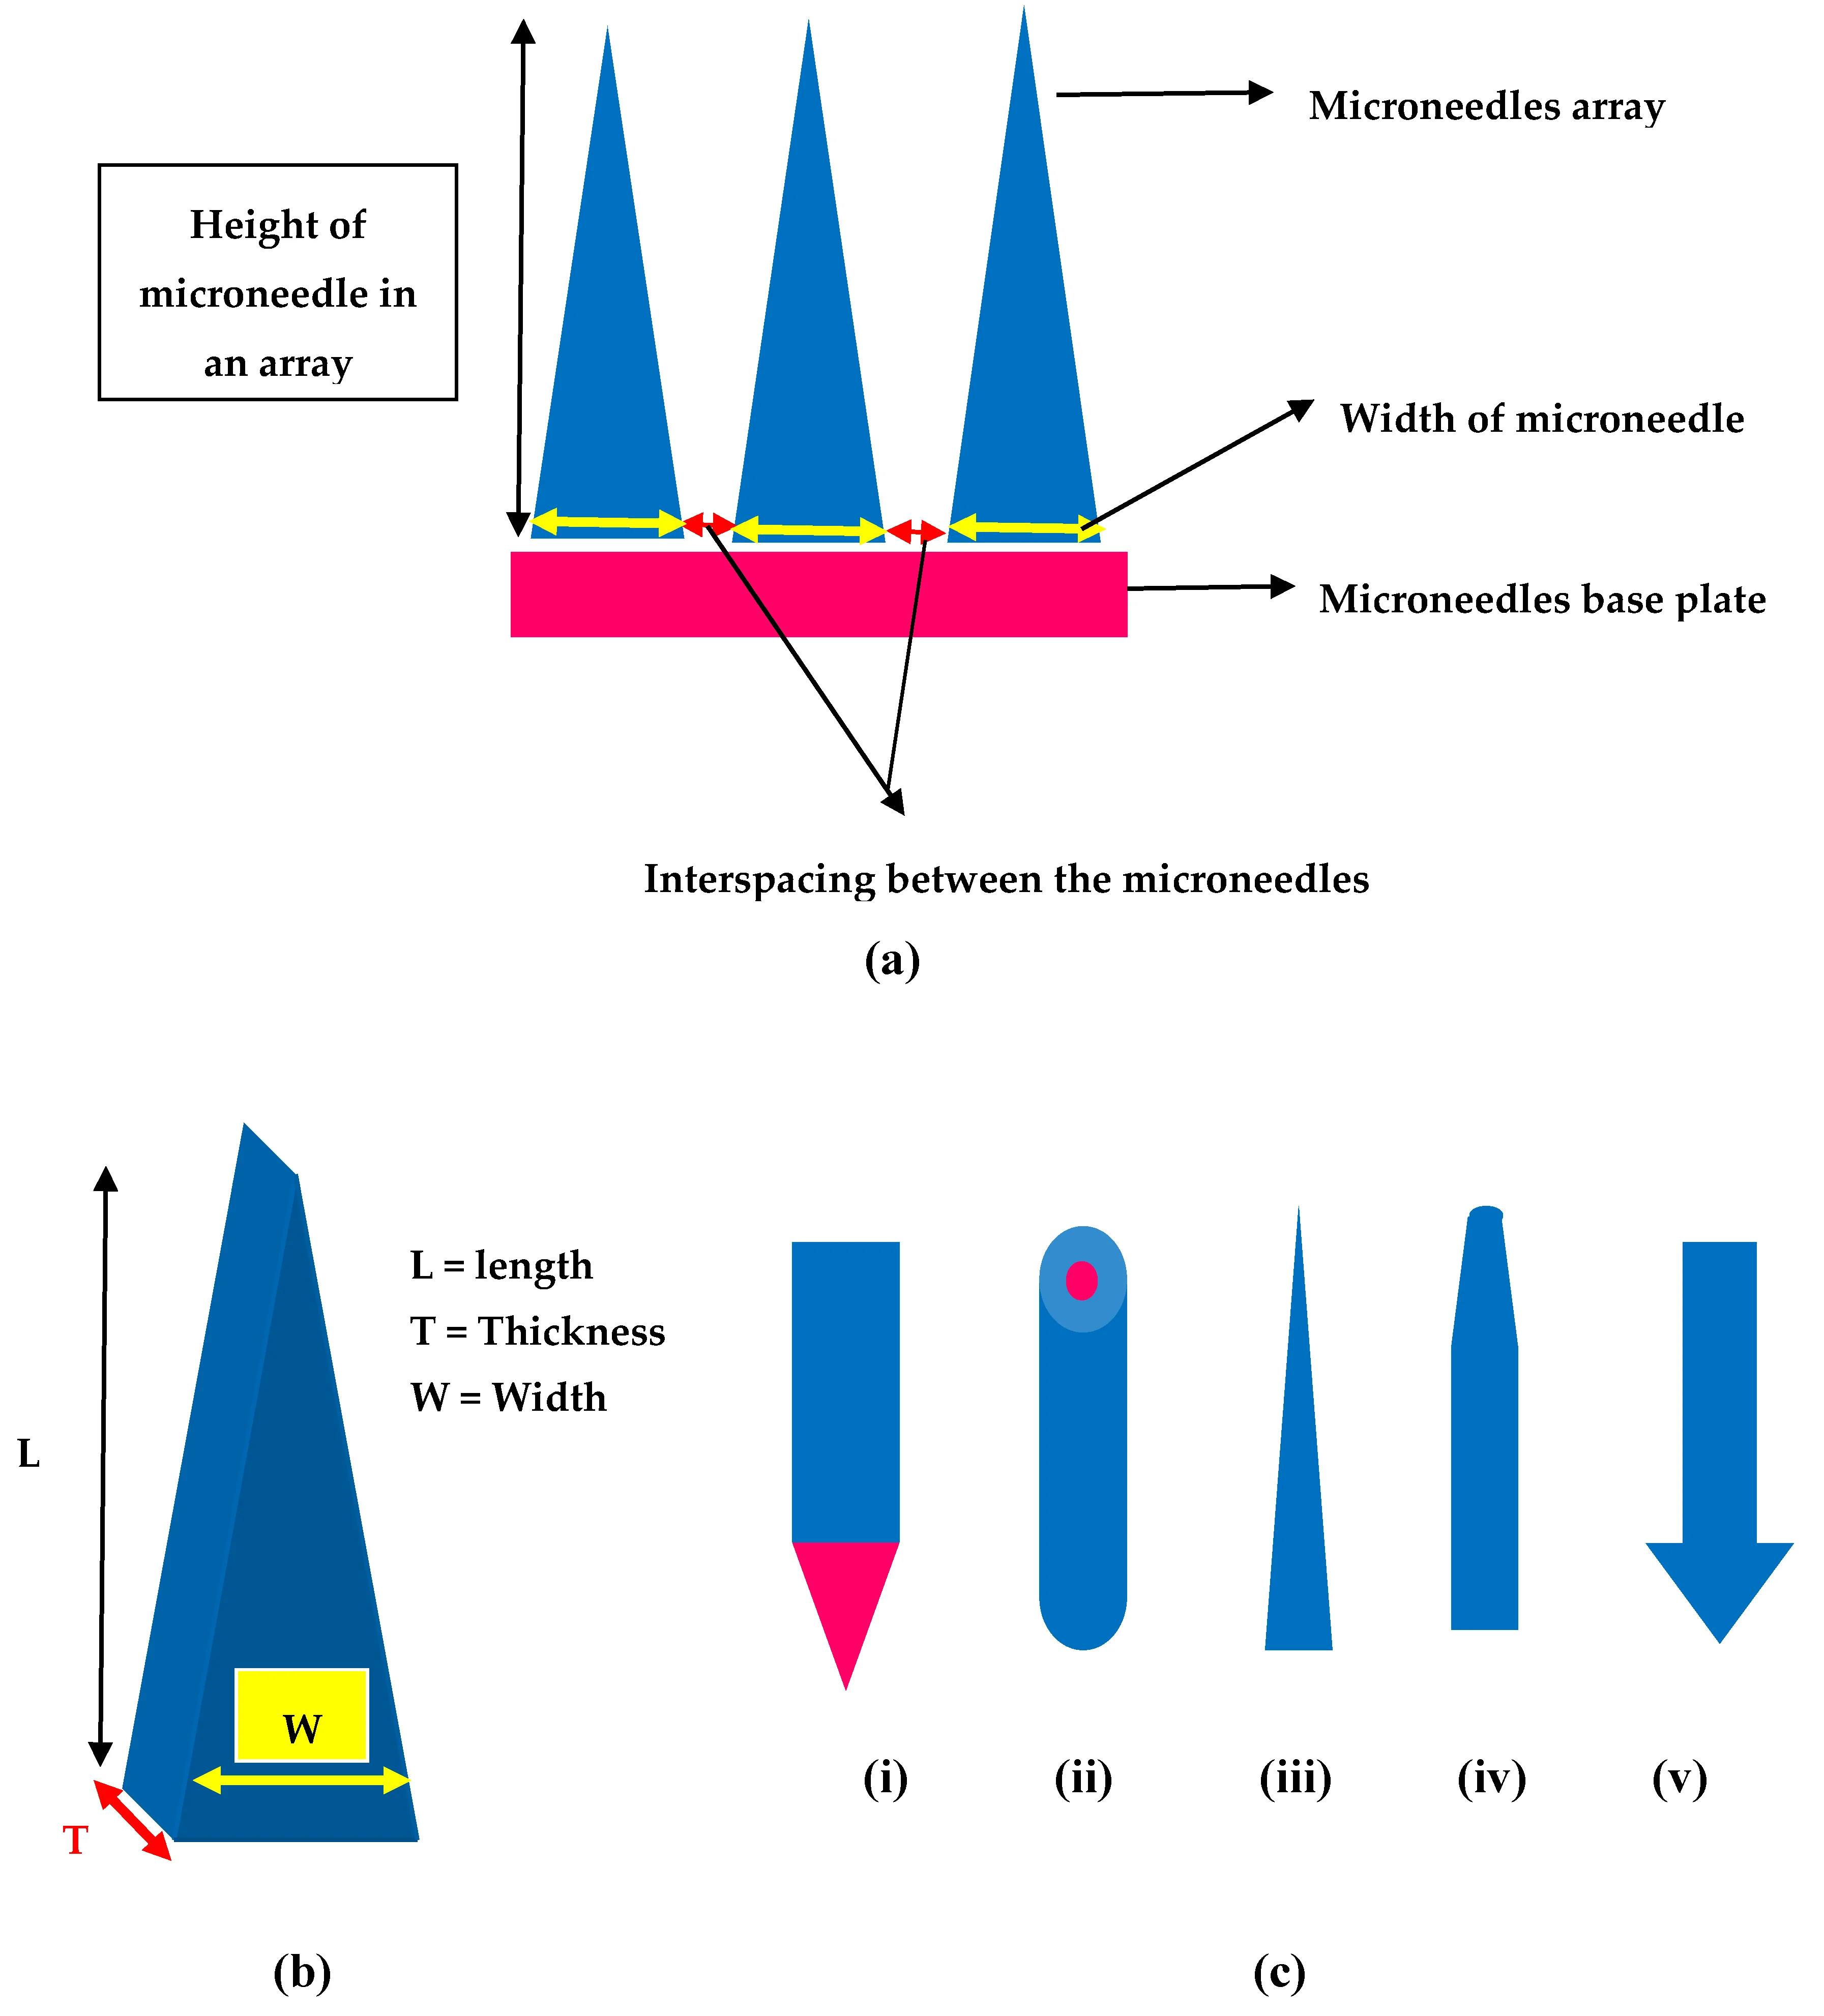 Microneedles array
Height of
microneedle in
an array
Width of microneedle
Microneedles base plate
Interspacing between the microneedles
(a)
L = length
T = Thickness
W = Width
L
W
T
(i)
(ii)
(iii)
(iv)
(v)
(b)
(c)